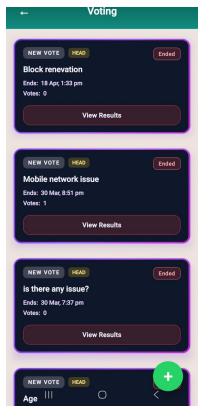 Voting
NEW VOTE HEAD Ended
Block renevation
Ends: 18 Apr, 1:33 pm
Votes: 0
View Results
NEW VOTE HEAD Ended
Mobile network issue
Ends: 30 Mar, 8:51 pm
Votes: 1
View Results
NEW VOTE HEAD Ended
is there any issue?
Ends: 30 Mar, 7:37 pm
Votes: 0
View Results
NEW VOTE HEAD
Age